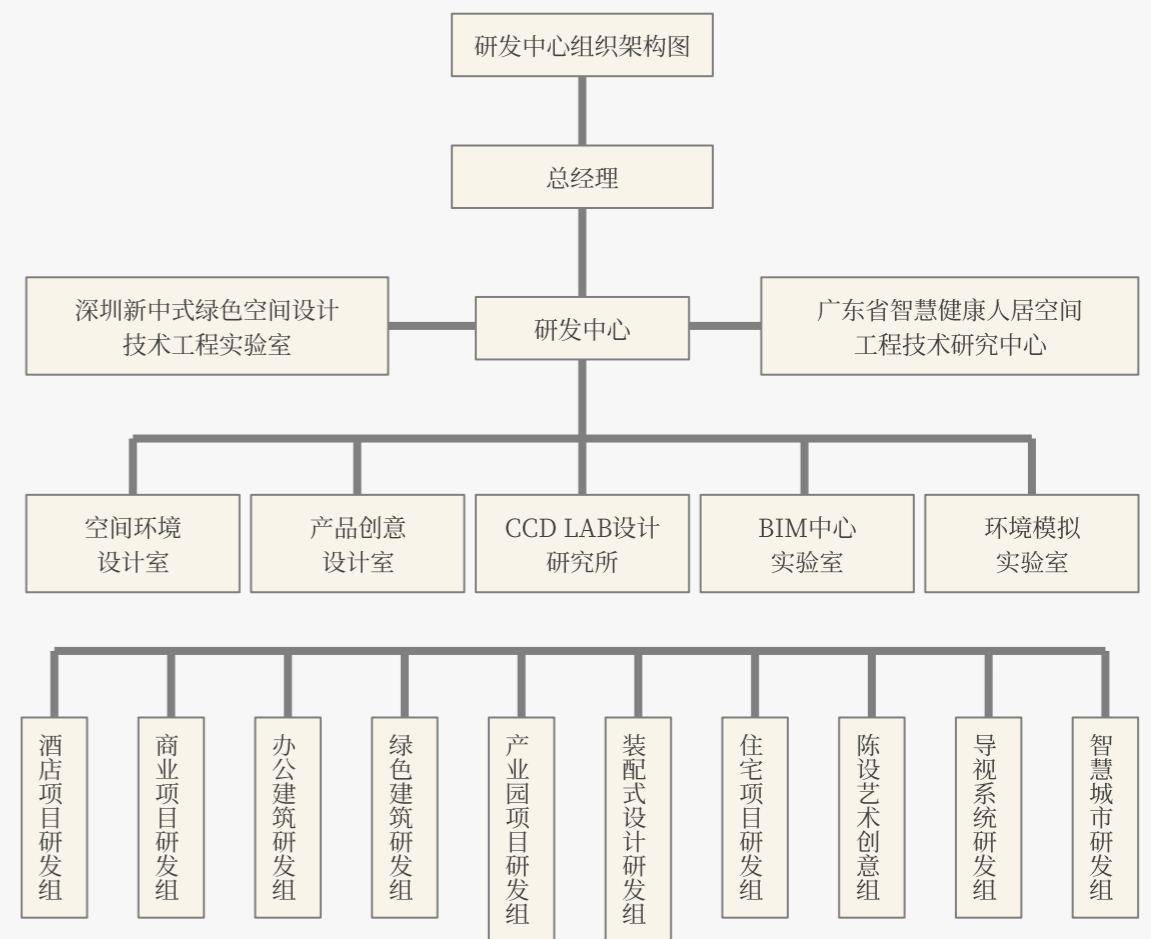 研发中心组织架构图
总经理
深圳新中式绿色空间设计
技术工程实验室
研发中心
广东省智慧健康人居空间
工程技术研究中心
空间环境
设计室
产品创意
设计室
CCD LAB设计
研究所
BIM中心
实验室
环境模拟
实验室
酒店项目研发组
商业项目研发组
办公建筑研发组
绿色建筑研发组
产业园项目研发组
装配式设计研发组
住宅项目研发组
陈设艺术创意组
导视系统研发组
智慧城市研发组